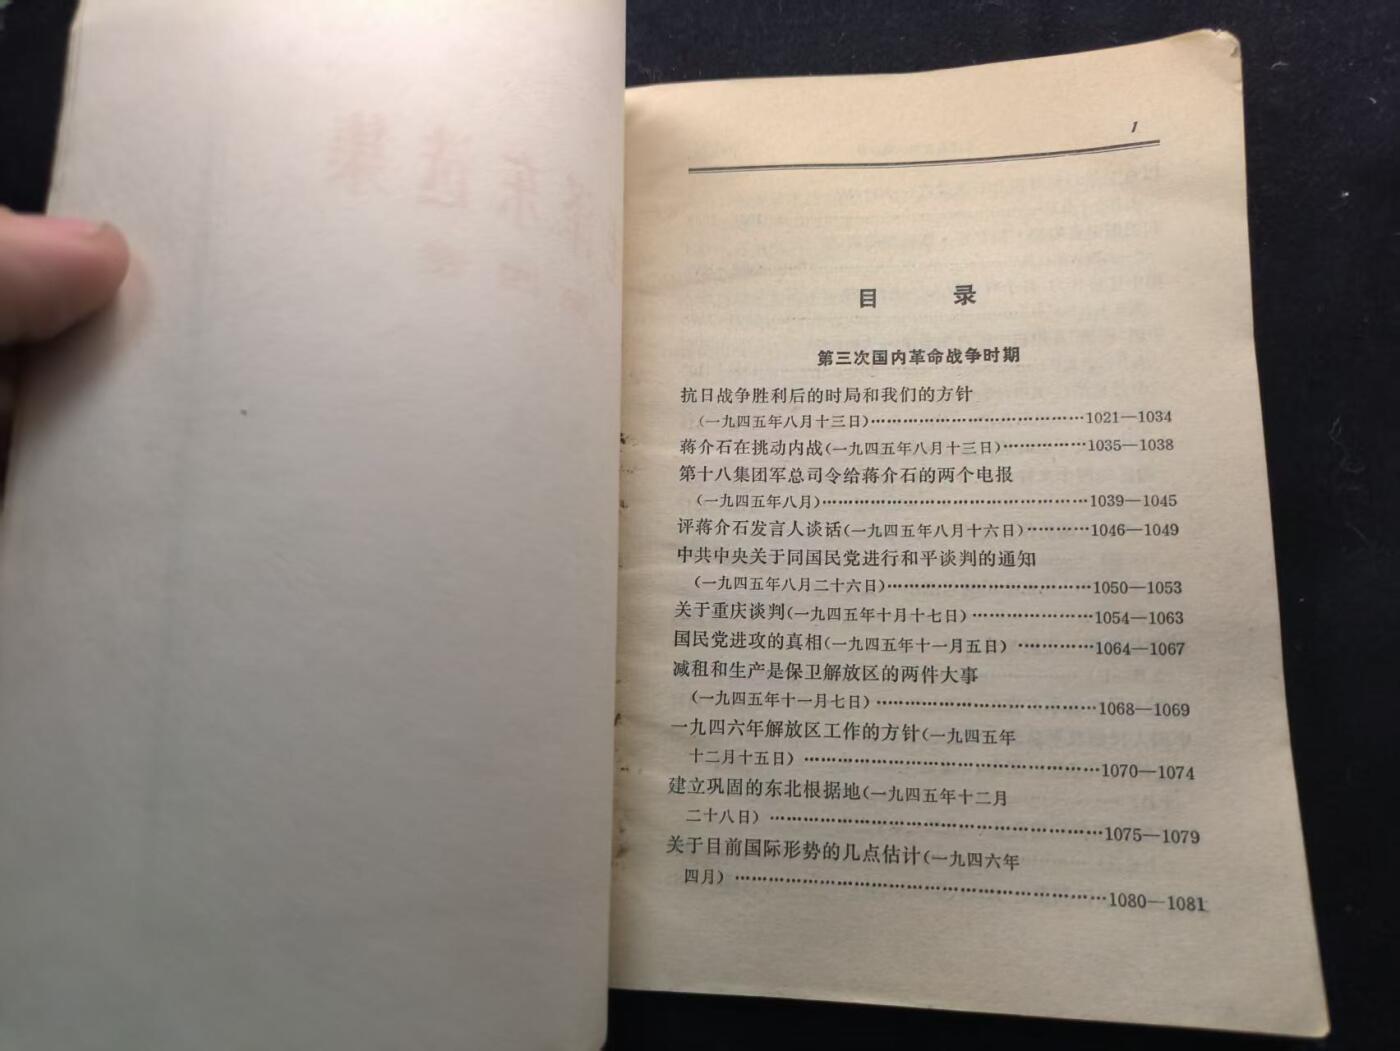 东选集
1
目 录
第三次国内革命战争时期
抗日战争胜利后的时局和我们的方针
(一九四五年八月十三日)……………………………………1021—1034
蒋介石在挑动内战(一九四五年八月十三日)……………1035—1038
第十八集团军总司令给蒋介石的两个电报
(一九四五年八月)…………………………………………1039—1045
评蒋介石发言人谈话(一九四五年八月十六日)…………1046—1049
中共中央关于同国民党进行和平谈判的通知
(一九四五年八月二十六日)………………………………1050—1053
关于重庆谈判(一九四五年十月十七日)…………………1054—1063
国民党进攻的真相(一九四五年十一月五日)……………1064—1067
减租和生产是保卫解放区的两件大事
(一九四五年十一月七日)…………………………………1068—1069
一九四六年解放区工作的方针(一九四五年
十二月十五日)………………………………………………1070—1074
建立巩固的东北根据地(一九四五年十二月
二十八日)……………………………………………………1075—1079
关于目前国际形势的几点估计(一九四六年
四月)…………………………………………………………1080—1081